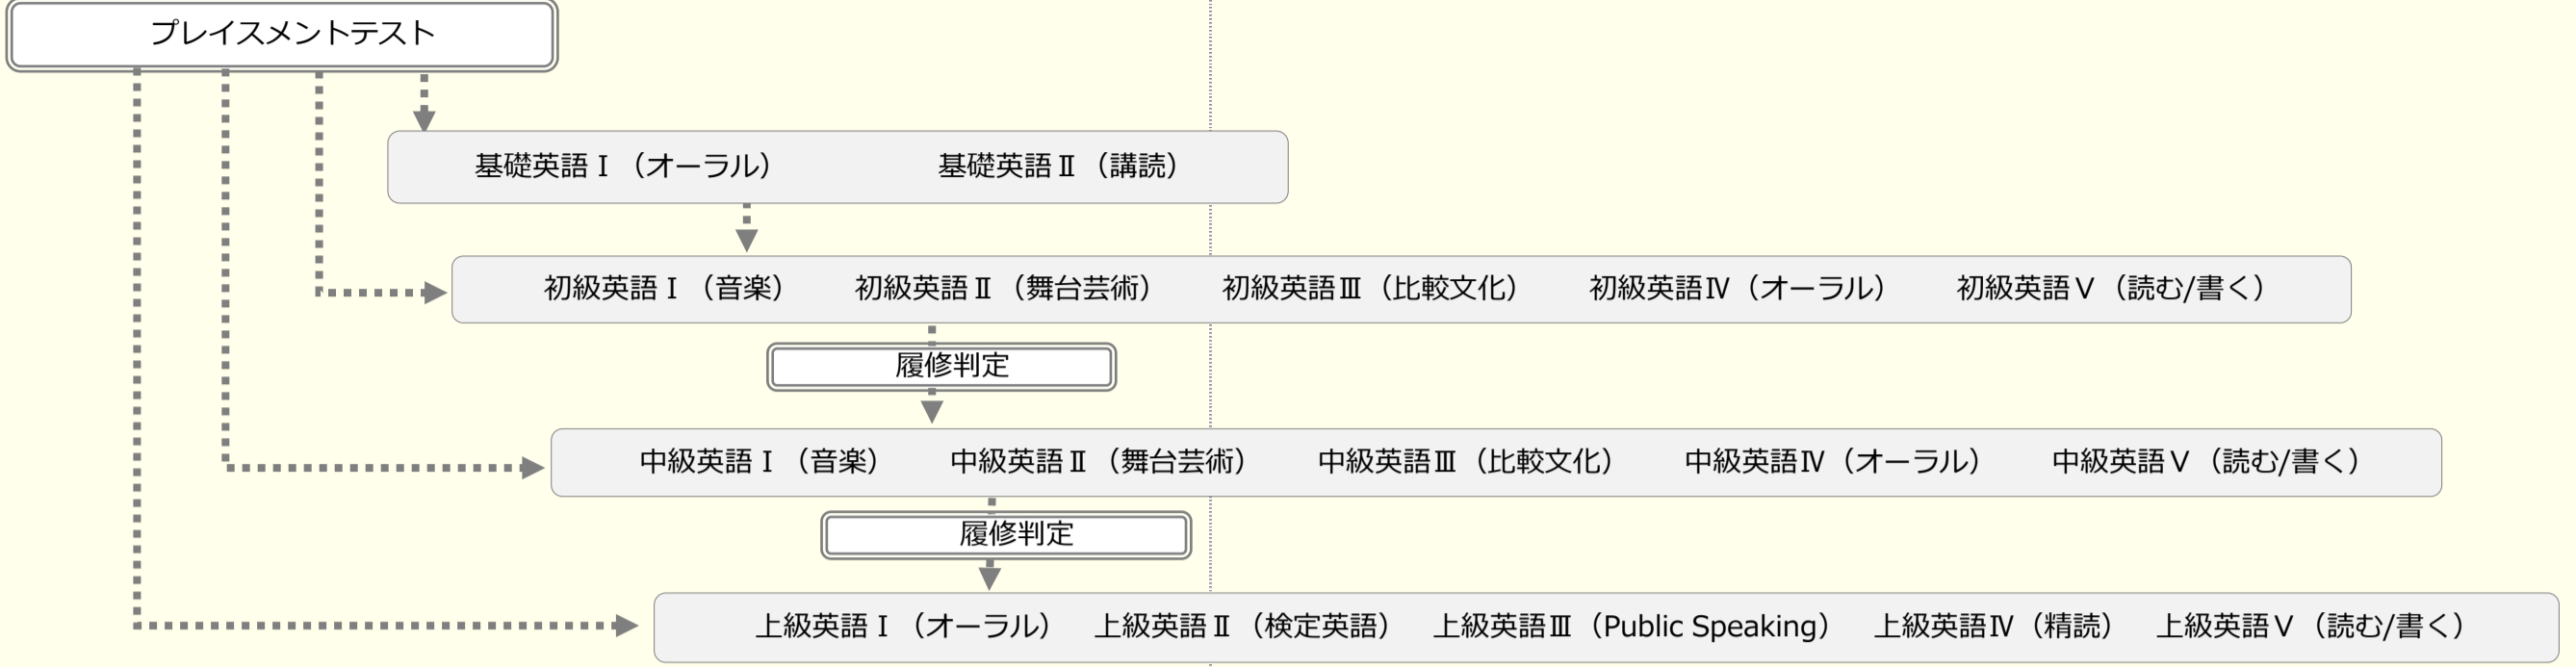 プレイスメントテスト
基礎英語Ⅰ（オーラル） 基礎英語Ⅱ（講読）
初級英語Ⅰ（音楽） 初級英語Ⅱ（舞台芸術） 初級英語Ⅲ（比較文化） 初級英語Ⅳ（オーラル） 初級英語Ⅴ（読む/書く）
履修判定
中級英語Ⅰ（音楽） 中級英語Ⅱ（舞台芸術） 中級英語Ⅲ（比較文化） 中級英語Ⅳ（オーラル） 中級英語Ⅴ（読む/書く）
履修判定
上級英語Ⅰ（オーラル） 上級英語Ⅱ（検定英語） 上級英語Ⅲ（Public Speaking） 上級英語Ⅳ（精読） 上級英語Ⅴ（読む/書く）